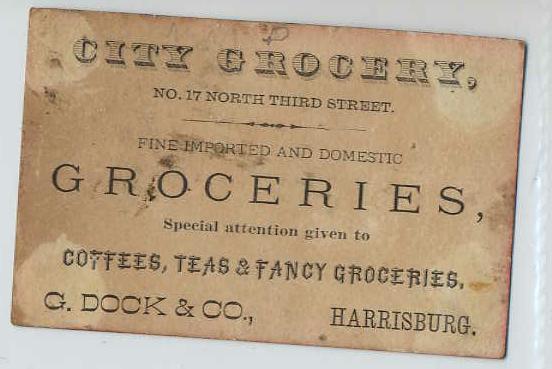 CITY GROCERY,
NO. 17 NORTH THIRD STREET.
FINE IMPORTED AND DOMESTIC
GROCERIES,
Special attention given to
COFFEES, TEAS & FANCY GROCERIES.
G. DOCK & CO., HARRISBURG.